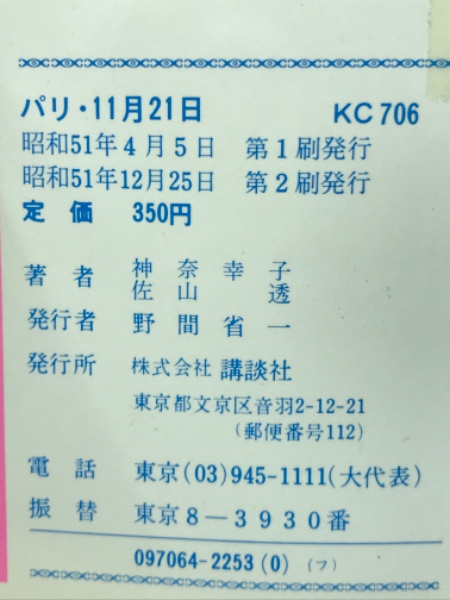 パリ・11月21日 KC706
昭和51年4月5日 第1刷発行
昭和51年12月25日 第2刷発行
定価 350円
著者 神奈幸子
佐山透
発行者 野間省一
発行所 株式会社 講談社
東京都文京区音羽2-12-21
(郵便番号112)
電話 東京(03)945-1111(大代表)
振替 東京8―3930番
097064-2253(0) (フ)